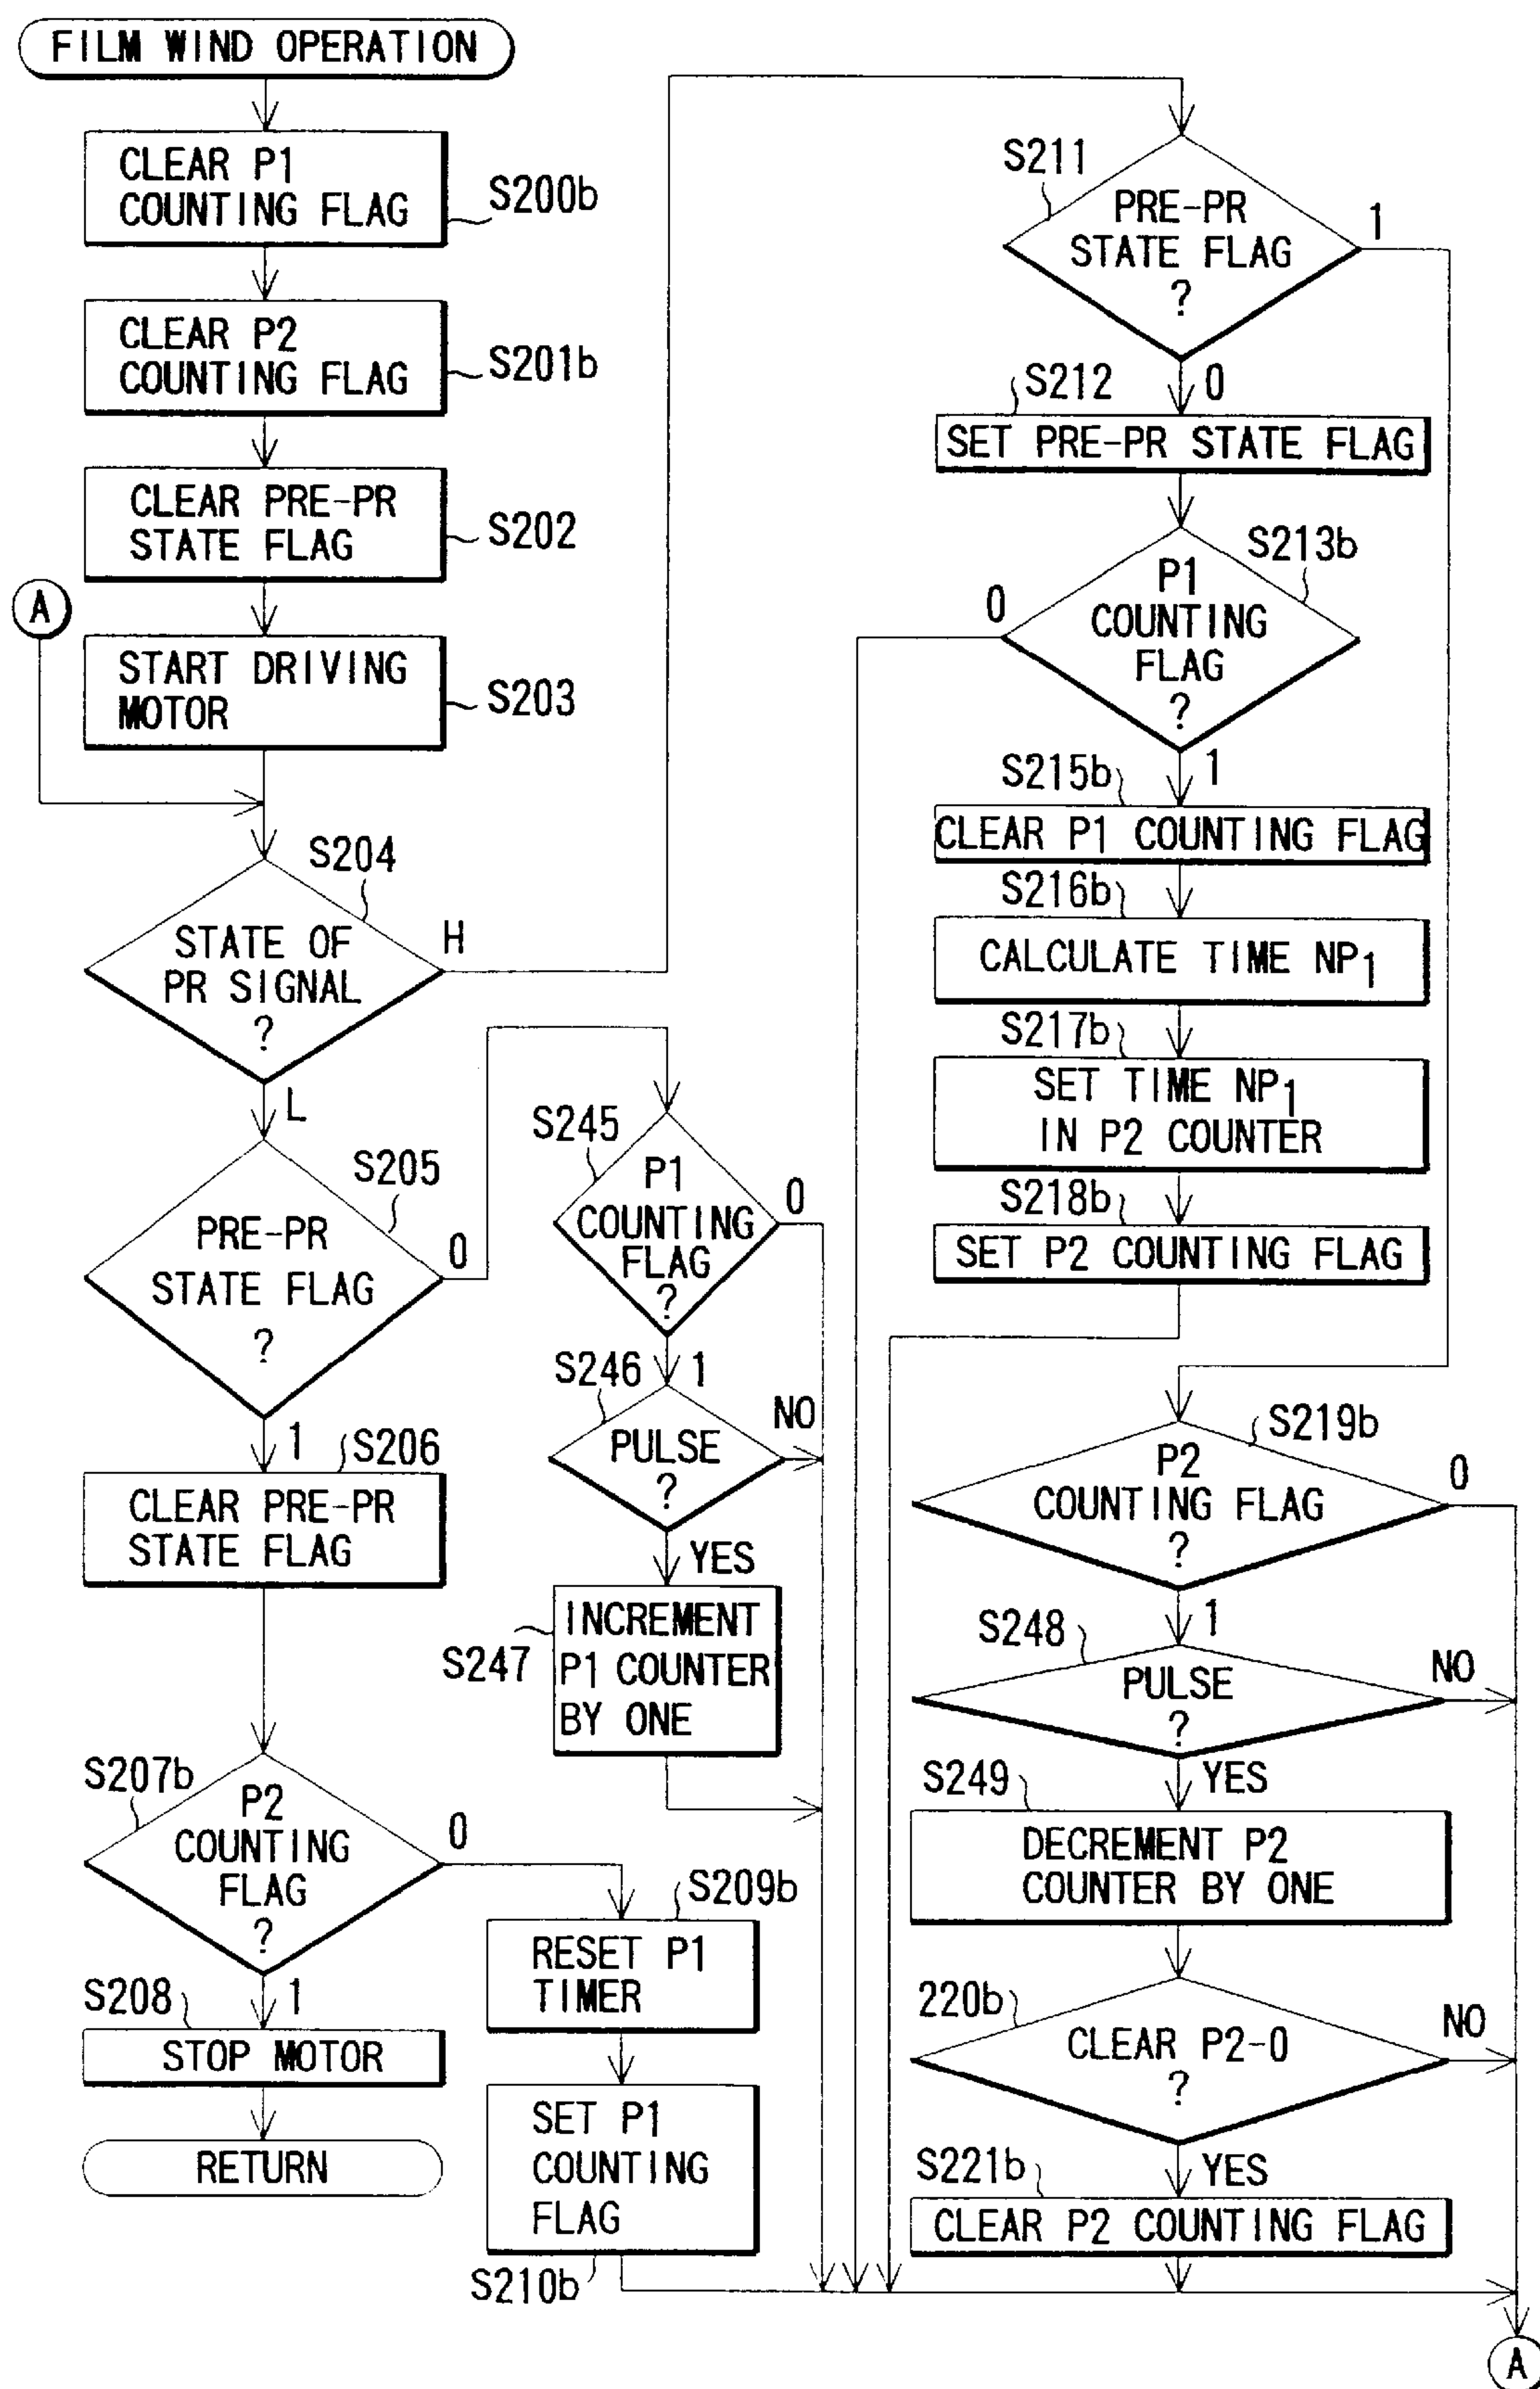 FILM WIND OPERATION
CLEAR P1
COUNTING FLAG
S200b
CLEAR P2
COUNTING FLAG
S201b
CLEAR PRE-PR
STATE FLAG
S202
A
START DRIVING
MOTOR
S203
S204
STATE OF
PR SIGNAL
?
H
L
S205
PRE-PR
STATE FLAG
?
0
1
S206
CLEAR PRE-PR
STATE FLAG
S207b
P2
COUNTING
FLAG
?
0
1
S208
STOP MOTOR
RETURN
S245
P1
COUNTING
FLAG
?
0
1
S246
PULSE
?
NO
YES
INCREMENT
P1 COUNTER
BY ONE
S247
S209b
RESET P1
TIMER
SET P1
COUNTING
FLAG
S210b
S211
PRE-PR
STATE FLAG
?
1
0
S212
SET PRE-PR STATE FLAG
S213b
P1
COUNTING
FLAG
?
0
1
S215b
CLEAR P1 COUNTING FLAG
S216b
CALCULATE TIME NP1
S217b
SET TIME NP1
IN P2 COUNTER
S218b
SET P2 COUNTING FLAG
S219b
P2
COUNTING FLAG
?
0
1
S248
PULSE
?
NO
YES
S249
DECREMENT P2
COUNTER BY ONE
220b
CLEAR P2-0
?
NO
YES
S221b
CLEAR P2 COUNTING FLAG
A